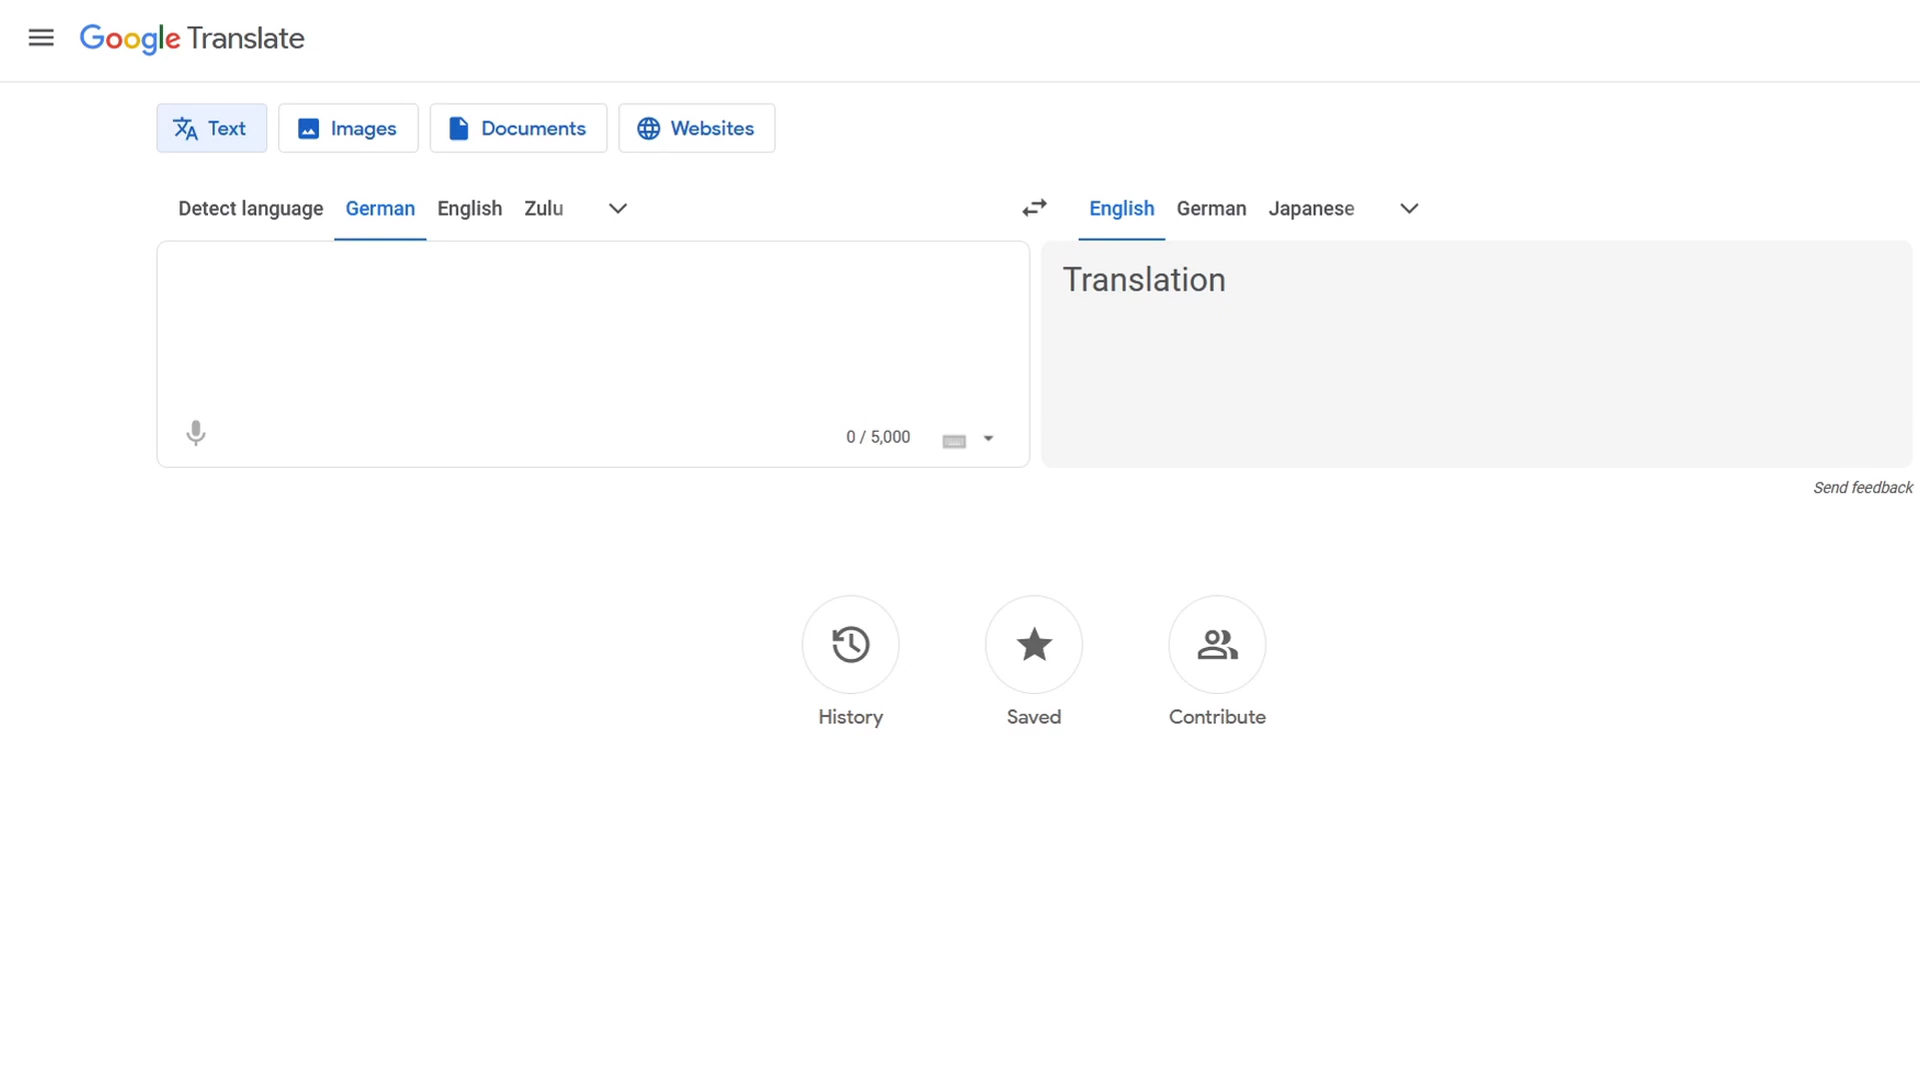 Google Translate
Text Images Documents Websites
Detect language German English Zulu English German Japanese
Translation
0 / 5,000
Send feedback
History Saved Contribute